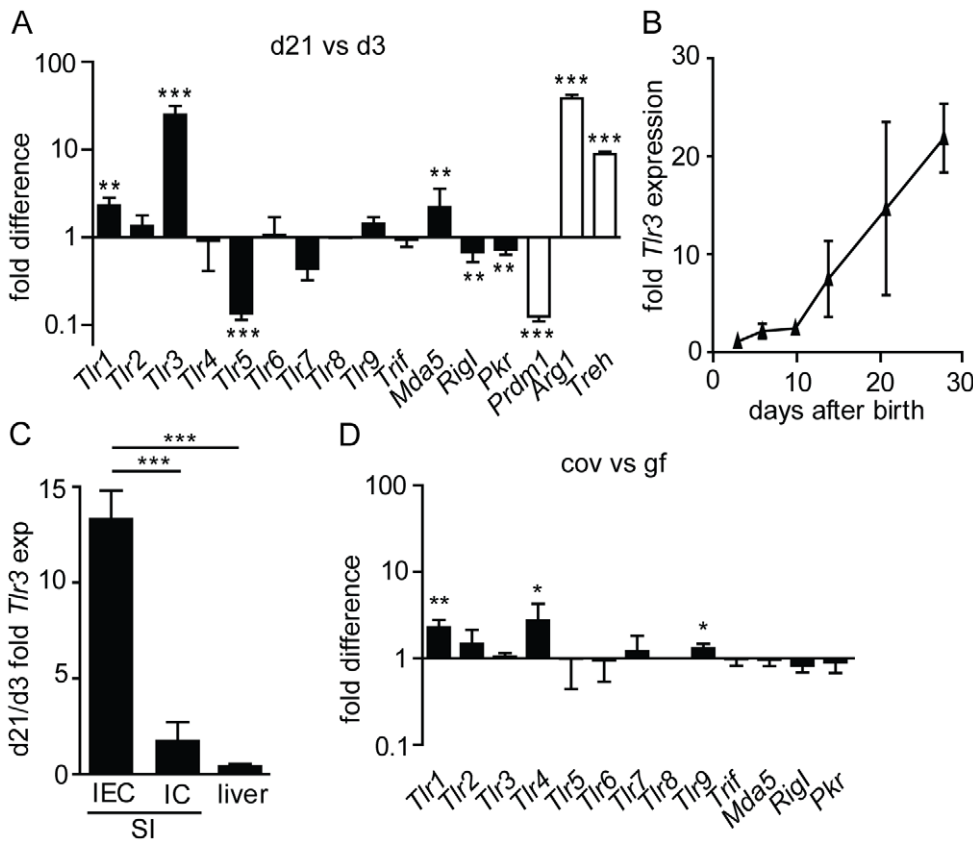 A
d21 vs d3
fold difference
100
10
1
0.1
***
**
***
**
***
**
**
***
***
***
Tlr1
Tlr2
Tlr3
Tlr4
Tlr5
Tlr6
Tlr7
Tlr8
Tlr9
Trif
Mda5
RigI
Pkr
Prdm1
Arg1
Treh
B
fold Tlr3 expression
30
20
10
0
0
10
20
30
days after birth
C
***
***
d21/d3 fold Tlr3 exp
15
10
5
0
IEC
IC
liver
SI
D
cov vs gf
fold difference
100
10
1
0.1
**
*
*
Tlr1
Tlr2
Tlr3
Tlr4
Tlr5
Tlr6
Tlr7
Tlr8
Tlr9
Trif
Mda5
RigI
Pkr